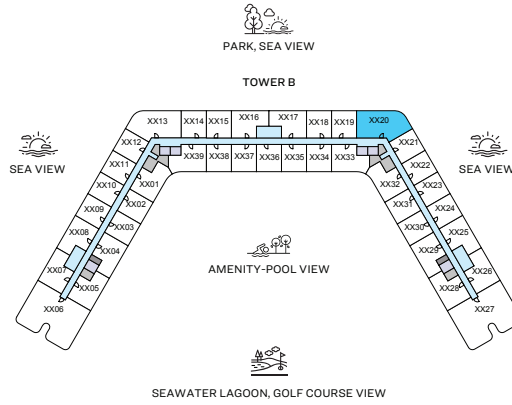 PARK, SEA VIEW
TOWER B
XX13 XX14 XX15 XX16 XX17 XX18 XX19 XX20
XX12 XX21
SEA VIEW
SEA VIEW
XX39 XX38 XX37 XX36 XX35 XX34 XX33
XX11 XX22
XX10 XX01 XX32 XX23
XX09 XX02 XX31 XX24
XX08 XX03 XX30 XX25
XX07 XX04 XX29 XX26
XX06 XX05 XX28 XX27
AMENITY-POOL VIEW
SEAWATER LAGOON, GOLF COURSE VIEW